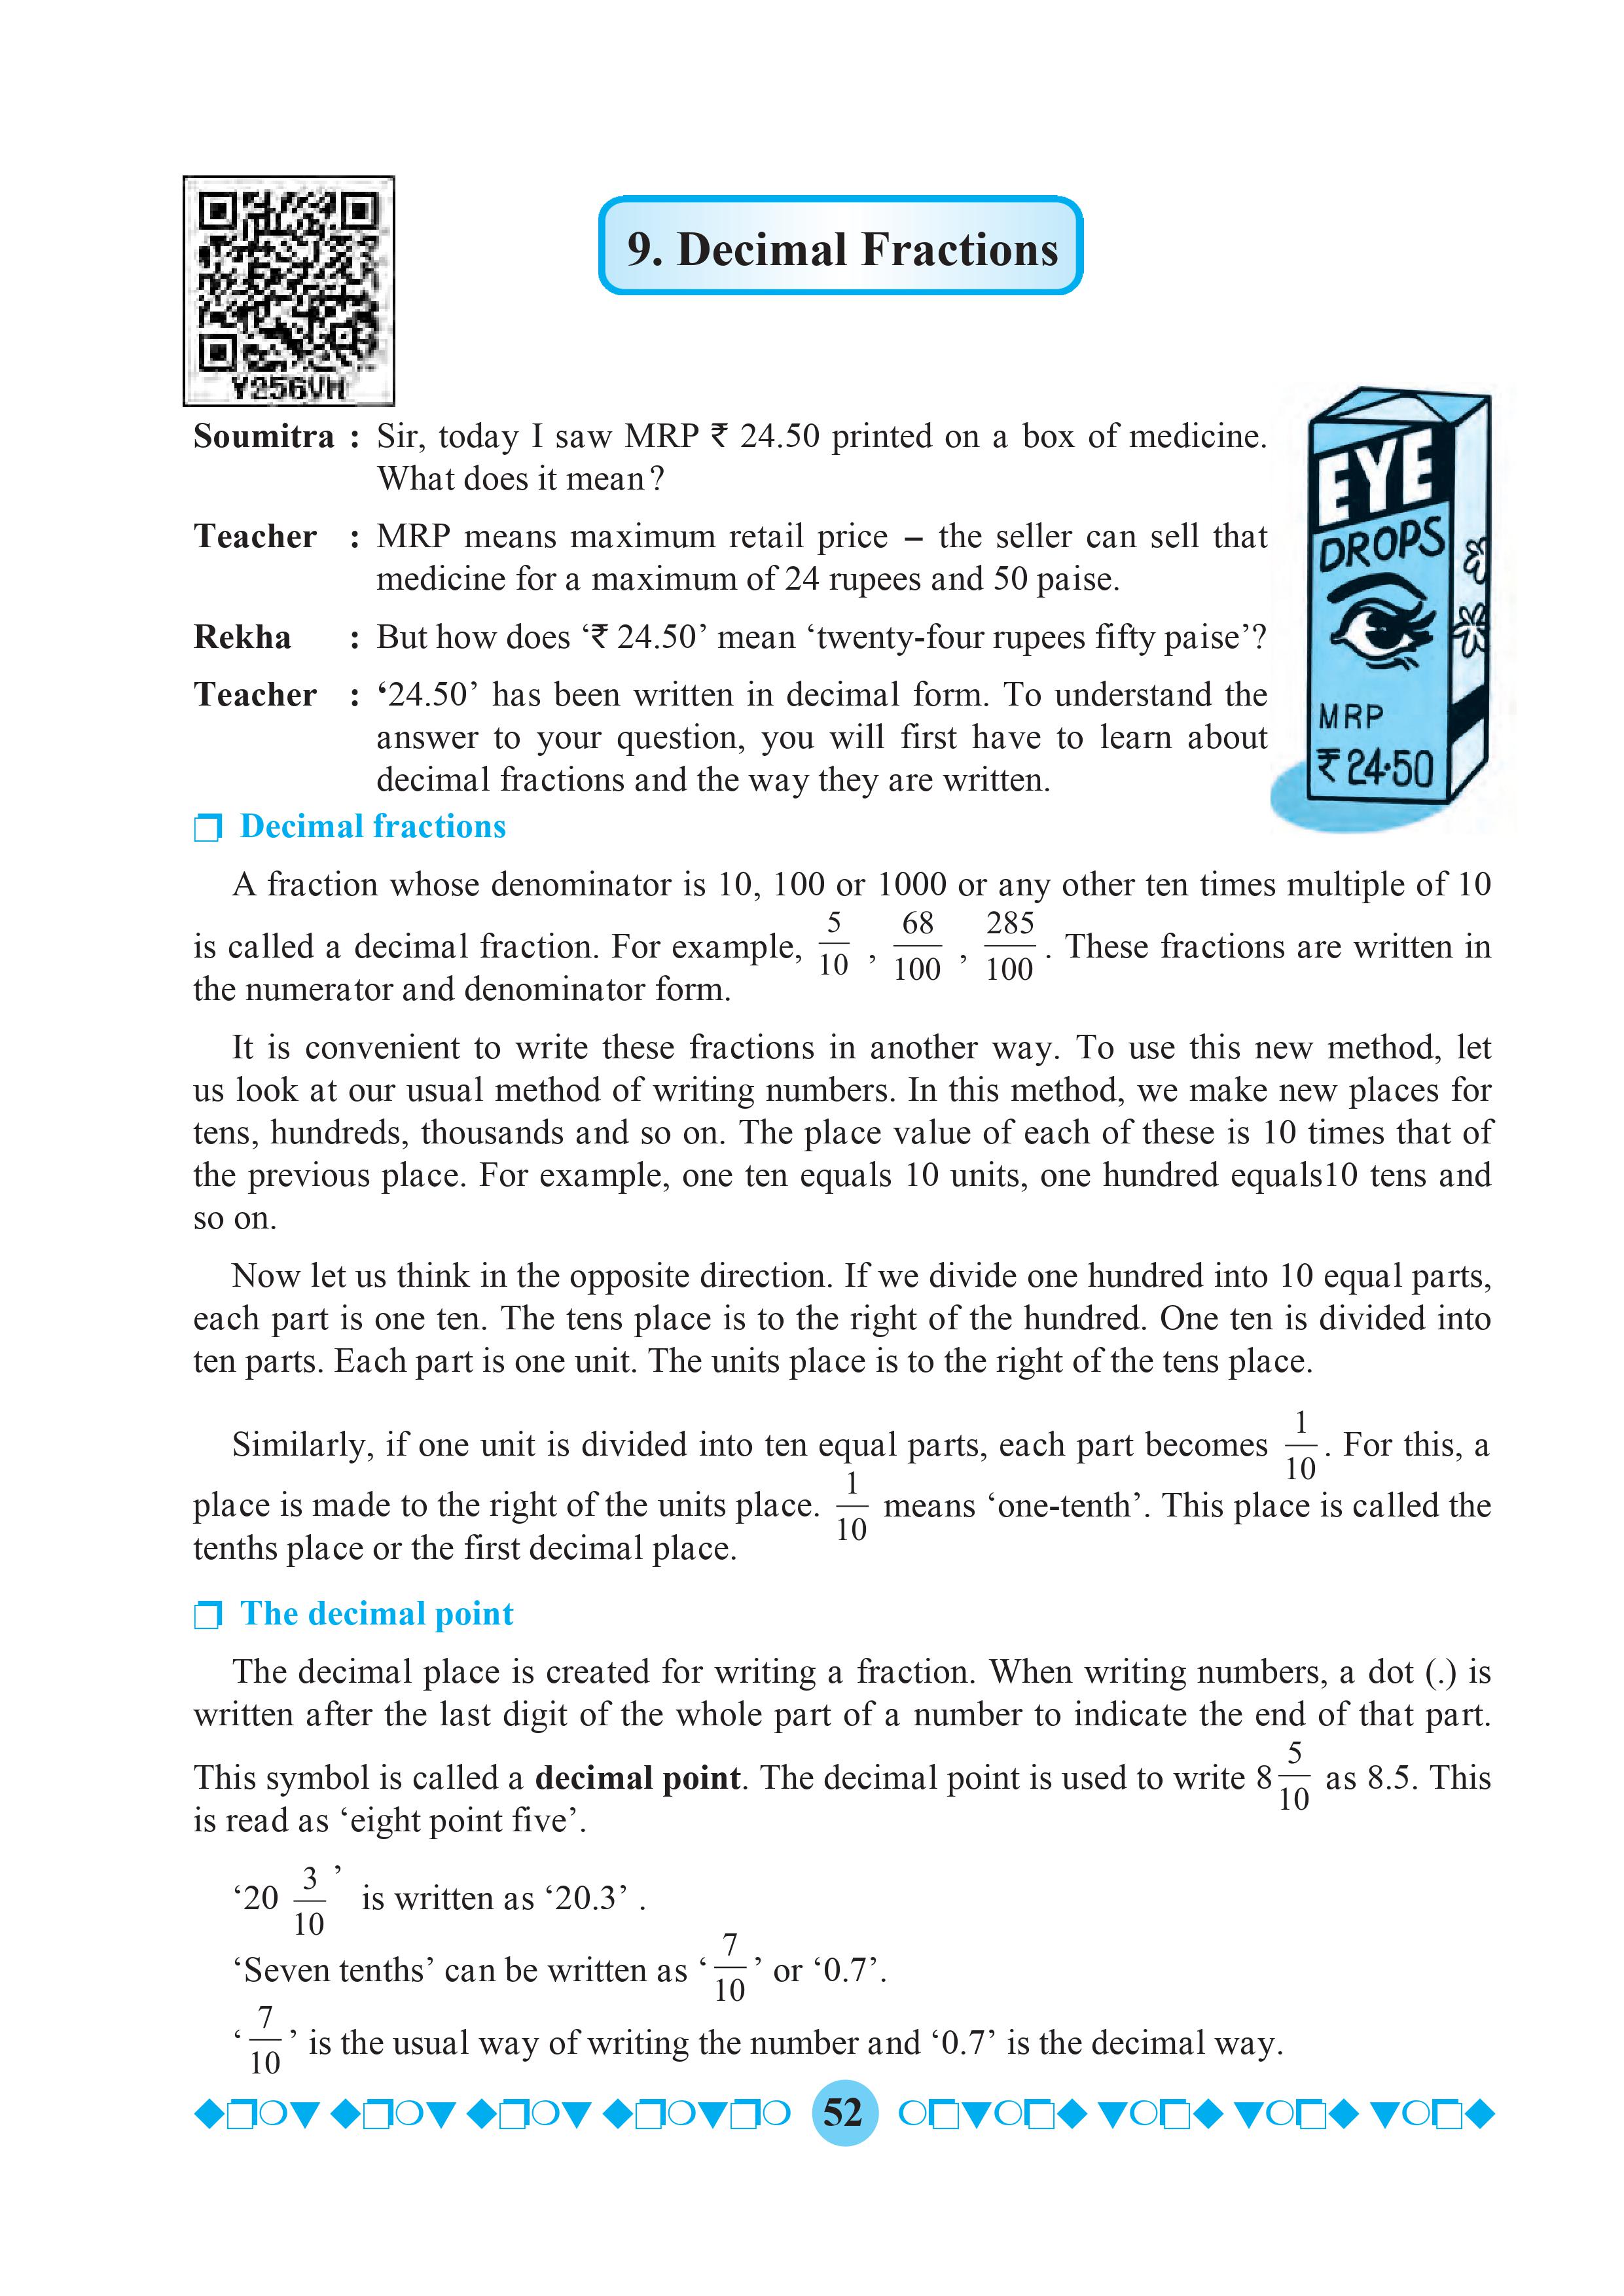 9. Decimal Fractions
Y256VH
Soumitra : Sir, today I saw MRP ₹ 24.50 printed on a box of medicine.
What does it mean?
Teacher : MRP means maximum retail price – the seller can sell that
medicine for a maximum of 24 rupees and 50 paise.
Rekha : But how does ‘₹ 24.50’ mean ‘twenty-four rupees fifty paise’?
Teacher : ‘24.50’ has been written in decimal form. To understand the
answer to your question, you will first have to learn about
decimal fractions and the way they are written.
EYE
DROPS
MRP
₹ 24·50
Decimal fractions
A fraction whose denominator is 10, 100 or 1000 or any other ten times multiple of 10
is called a decimal fraction. For example, 5/10 , 68/100 , 285/100 . These fractions are written in
the numerator and denominator form.
It is convenient to write these fractions in another way. To use this new method, let
us look at our usual method of writing numbers. In this method, we make new places for
tens, hundreds, thousands and so on. The place value of each of these is 10 times that of
the previous place. For example, one ten equals 10 units, one hundred equals10 tens and
so on.
Now let us think in the opposite direction. If we divide one hundred into 10 equal parts,
each part is one ten. The tens place is to the right of the hundred. One ten is divided into
ten parts. Each part is one unit. The units place is to the right of the tens place.
Similarly, if one unit is divided into ten equal parts, each part becomes 1/10 . For this, a
place is made to the right of the units place. 1/10 means ‘one-tenth’. This place is called the
tenths place or the first decimal place.
The decimal point
The decimal place is created for writing a fraction. When writing numbers, a dot (.) is
written after the last digit of the whole part of a number to indicate the end of that part.
This symbol is called a decimal point. The decimal point is used to write 8 5/10 as 8.5. This
is read as ‘eight point five’.
‘20 3/10 ’ is written as ‘20.3’ .
‘Seven tenths’ can be written as ‘ 7/10 ’ or ‘0.7’.
‘ 7/10 ’ is the usual way of writing the number and ‘0.7’ is the decimal way.
52